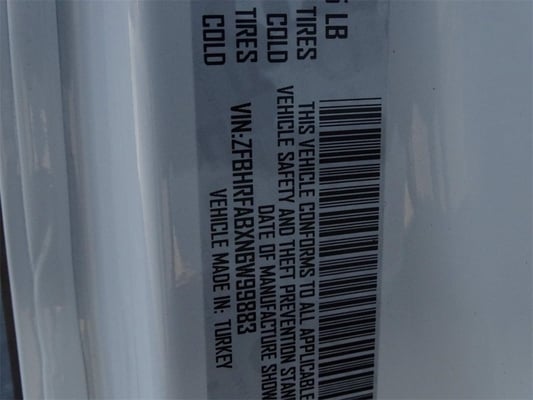 5 LB
TIRES COLD
TIRES COLD
THIS VEHICLE CONFORMS TO ALL APPLICABLE
VEHICLE SAFETY AND THEFT PREVENTION STAN
DATE OF MANUFACTURE SHOW
VIN:ZFBHRFABXN6W99883
VEHICLE MADE IN: TURKEY